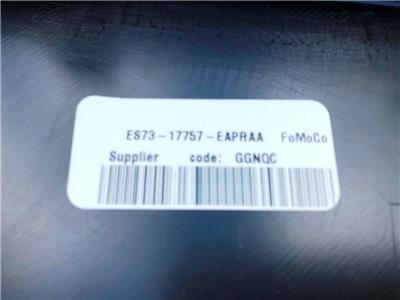 ES73-17757-EAPRAA FoMoCo
Supplier code: GGNQC